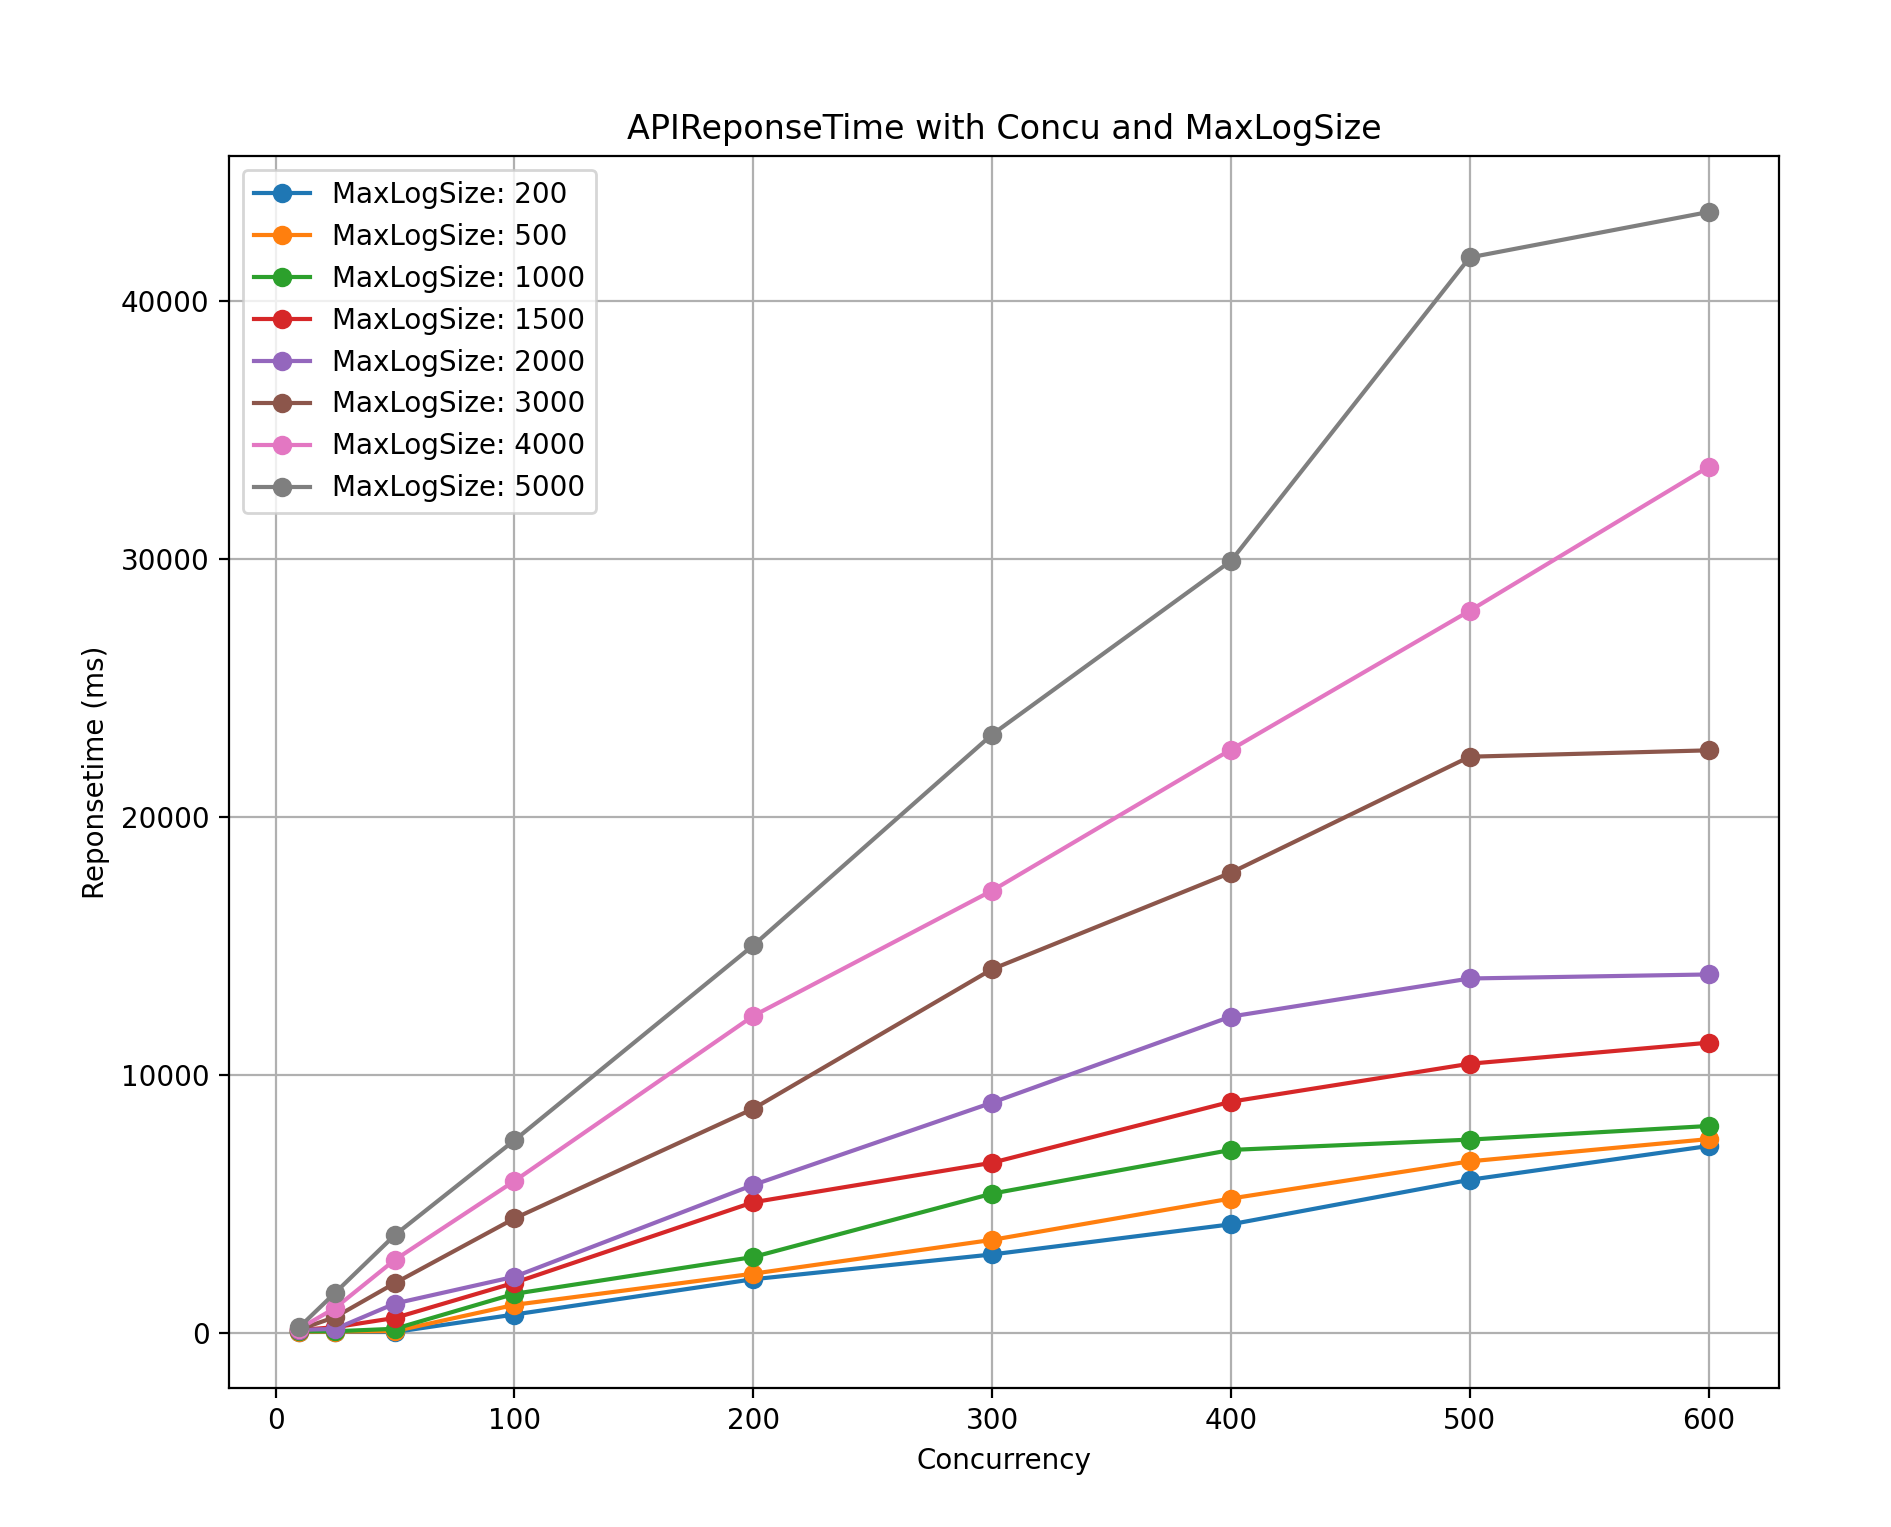 APIReponseTime with Concu and MaxLogSize
MaxLogSize: 200
MaxLogSize: 500
MaxLogSize: 1000
MaxLogSize: 1500
MaxLogSize: 2000
MaxLogSize: 3000
MaxLogSize: 4000
MaxLogSize: 5000
40000
30000
20000
10000
0
Reponsetime (ms)
0 100 200 300 400 500 600
Concurrency